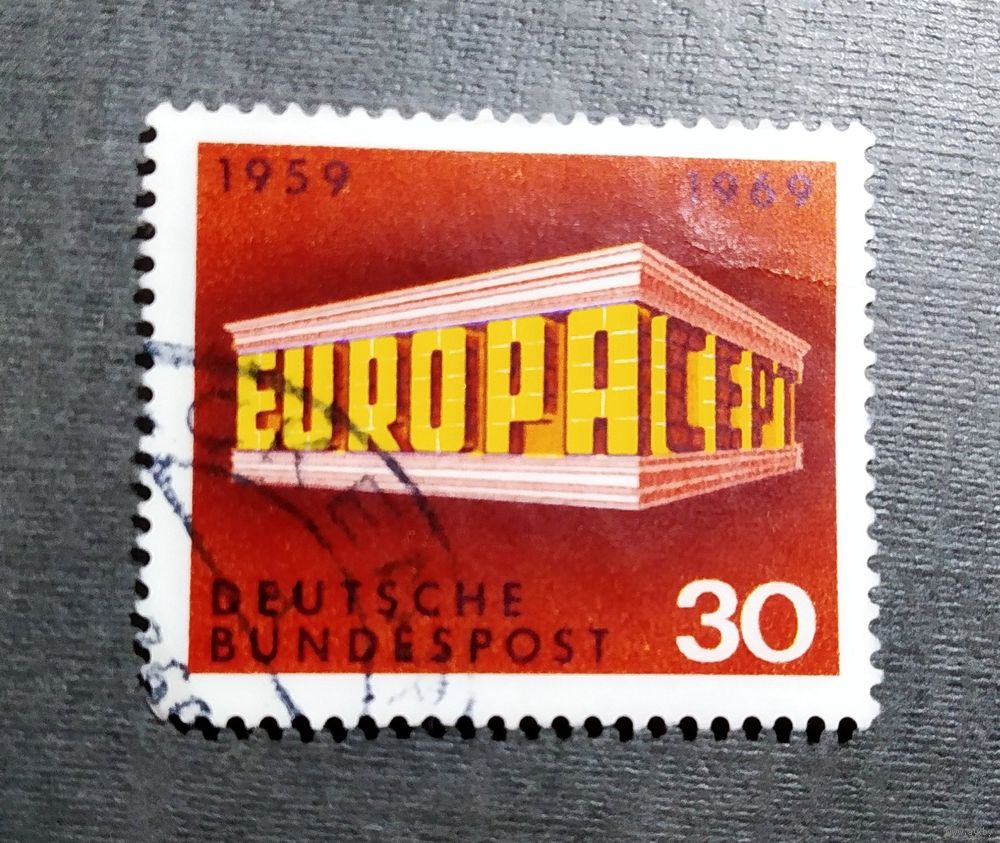 1959 1969
EUROPA CEPT
DEUTSCHE
BUNDESPOST
30